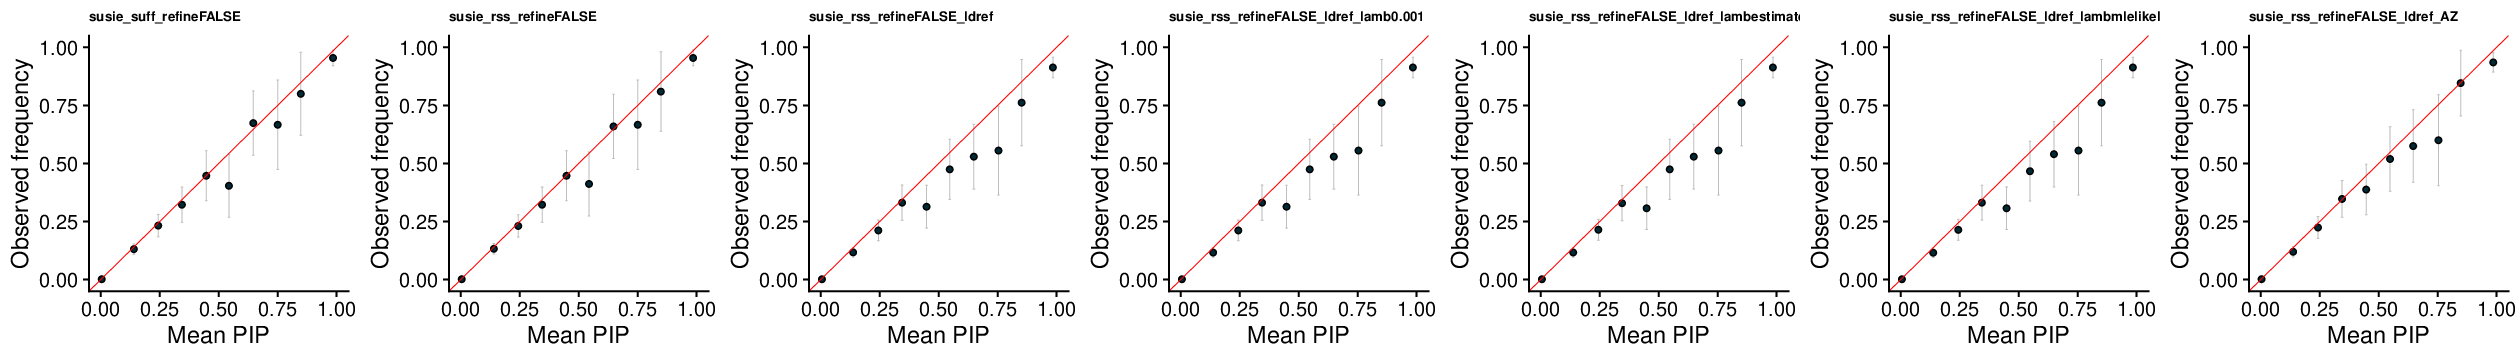 susie_suff_refineFALSE
1.00
0.75
0.50
0.25
0.00
Observed frequency
0.00 0.25 0.50 0.75 1.00
Mean PIP
susie_rss_refineFALSE
1.00
0.75
0.50
0.25
0.00
Observed frequency
0.00 0.25 0.50 0.75 1.00
Mean PIP
susie_rss_refineFALSE_ldref
1.00
0.75
0.50
0.25
0.00
Observed frequency
0.00 0.25 0.50 0.75 1.00
Mean PIP
susie_rss_refineFALSE_ldref_lamb0.001
1.00
0.75
0.50
0.25
0.00
Observed frequency
0.00 0.25 0.50 0.75 1.00
Mean PIP
susie_rss_refineFALSE_ldref_lambestimat
1.00
0.75
0.50
0.25
0.00
Observed frequency
0.00 0.25 0.50 0.75 1.00
Mean PIP
susie_rss_refineFALSE_ldref_lambmlelikel
1.00
0.75
0.50
0.25
0.00
Observed frequency
0.00 0.25 0.50 0.75 1.00
Mean PIP
susie_rss_refineFALSE_ldref_AZ
1.00
0.75
0.50
0.25
0.00
Observed frequency
0.00 0.25 0.50 0.75 1.00
Mean PIP